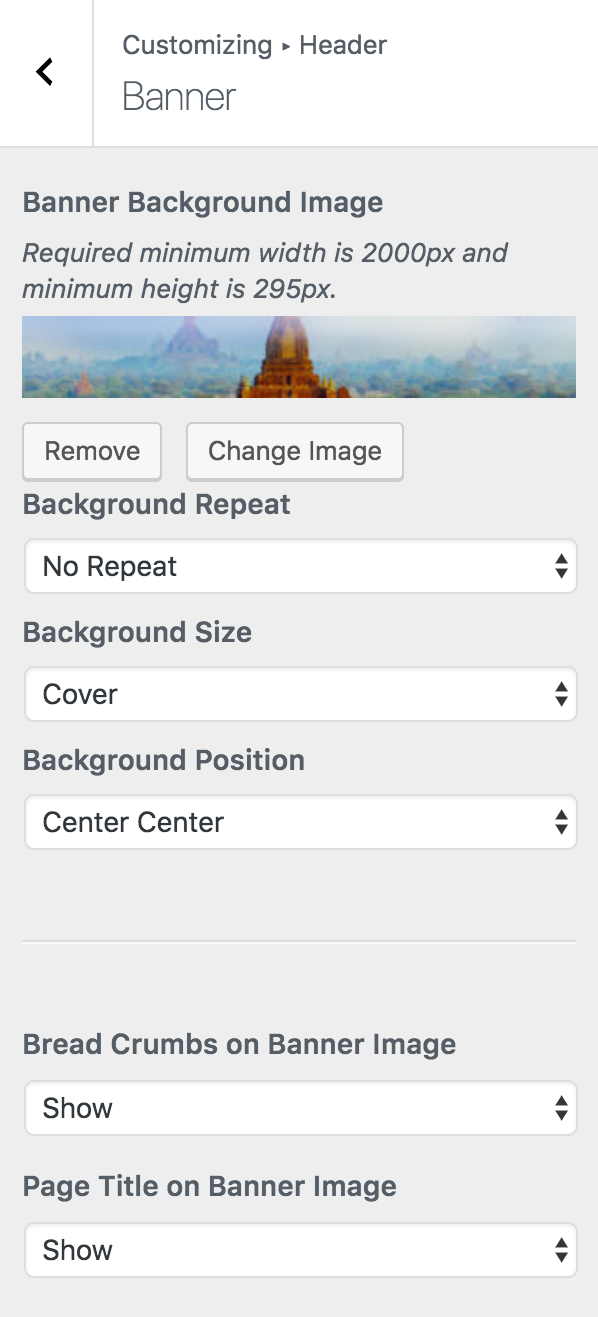 Customizing ▸ Header
Banner
Banner Background Image
Required minimum width is 2000px and
minimum height is 295px.
Remove Change Image
Background Repeat
No Repeat
Background Size
Cover
Background Position
Center Center
Bread Crumbs on Banner Image
Show
Page Title on Banner Image
Show